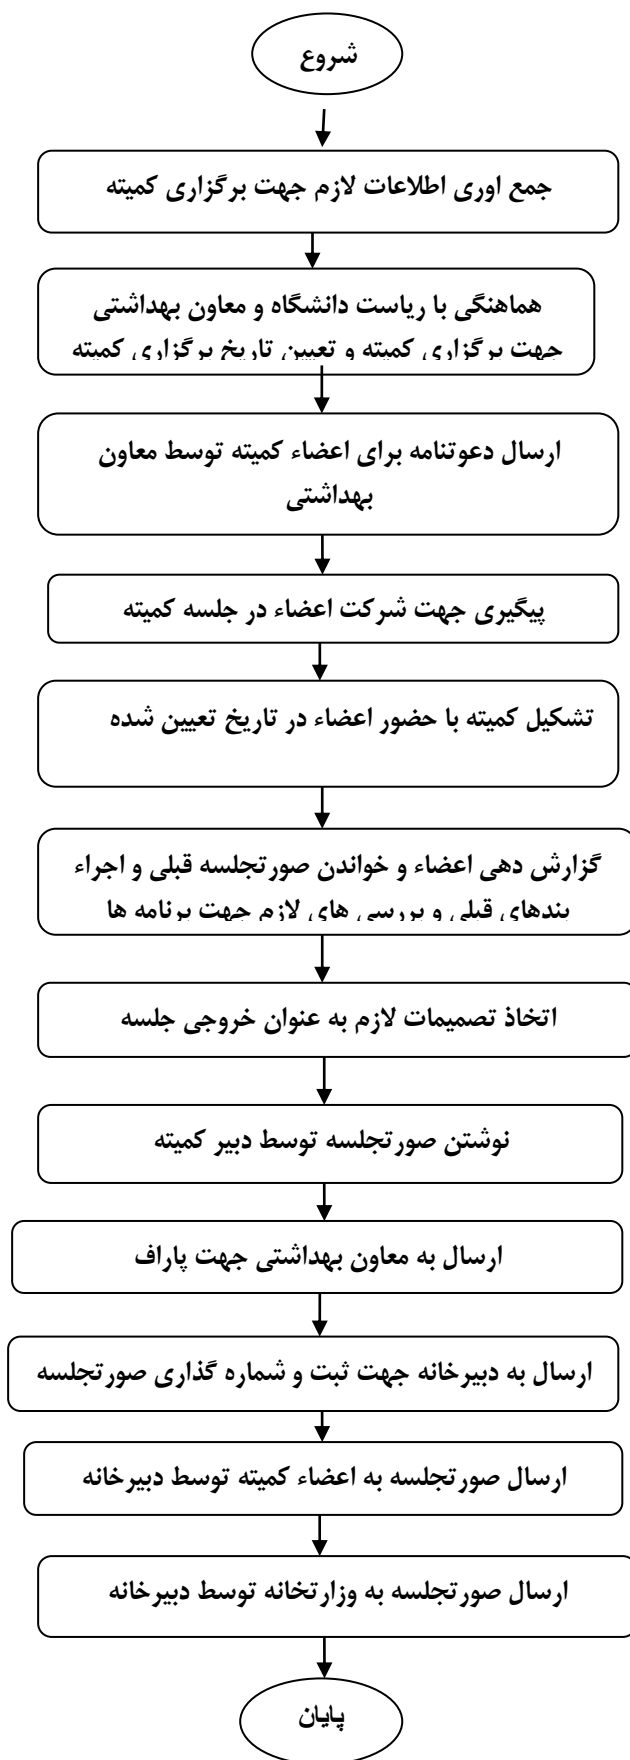 شروع
جمع اوری اطلاعات لازم جهت برگزاری کمیته
هماهنگی با ریاست دانشگاه و معاون بهداشتی
جهت برگزاری کمیته و تعیین تاریخ برگزاری کمیته
ارسال دعوتنامه برای اعضاء کمیته توسط معاون
بهداشتی
پیگیری جهت شرکت اعضاء در جلسه کمیته
تشکیل کمیته با حضور اعضاء در تاریخ تعیین شده
گزارش دهی اعضاء و خواندن صورتجلسه قبلی و اجراء
بندهای قبلی و بررسی های لازم جهت برنامه ها
اتخاذ تصمیمات لازم به عنوان خروجی جلسه
نوشتن صورتجلسه توسط دبیر کمیته
ارسال به معاون بهداشتی جهت پاراف
ارسال به دبیرخانه جهت ثبت و شماره گذاری صورتجلسه
ارسال صورتجلسه به اعضاء کمیته توسط دبیرخانه
ارسال صورتجلسه به وزارتخانه توسط دبیرخانه
پایان